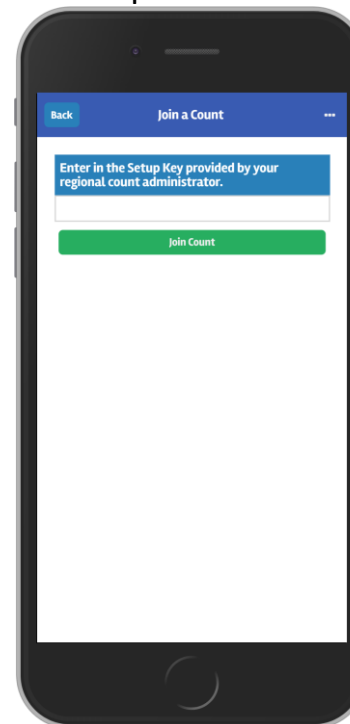 Back
Join a Count
•••
Enter in the Setup Key provided by your
regional count administrator.
Join Count